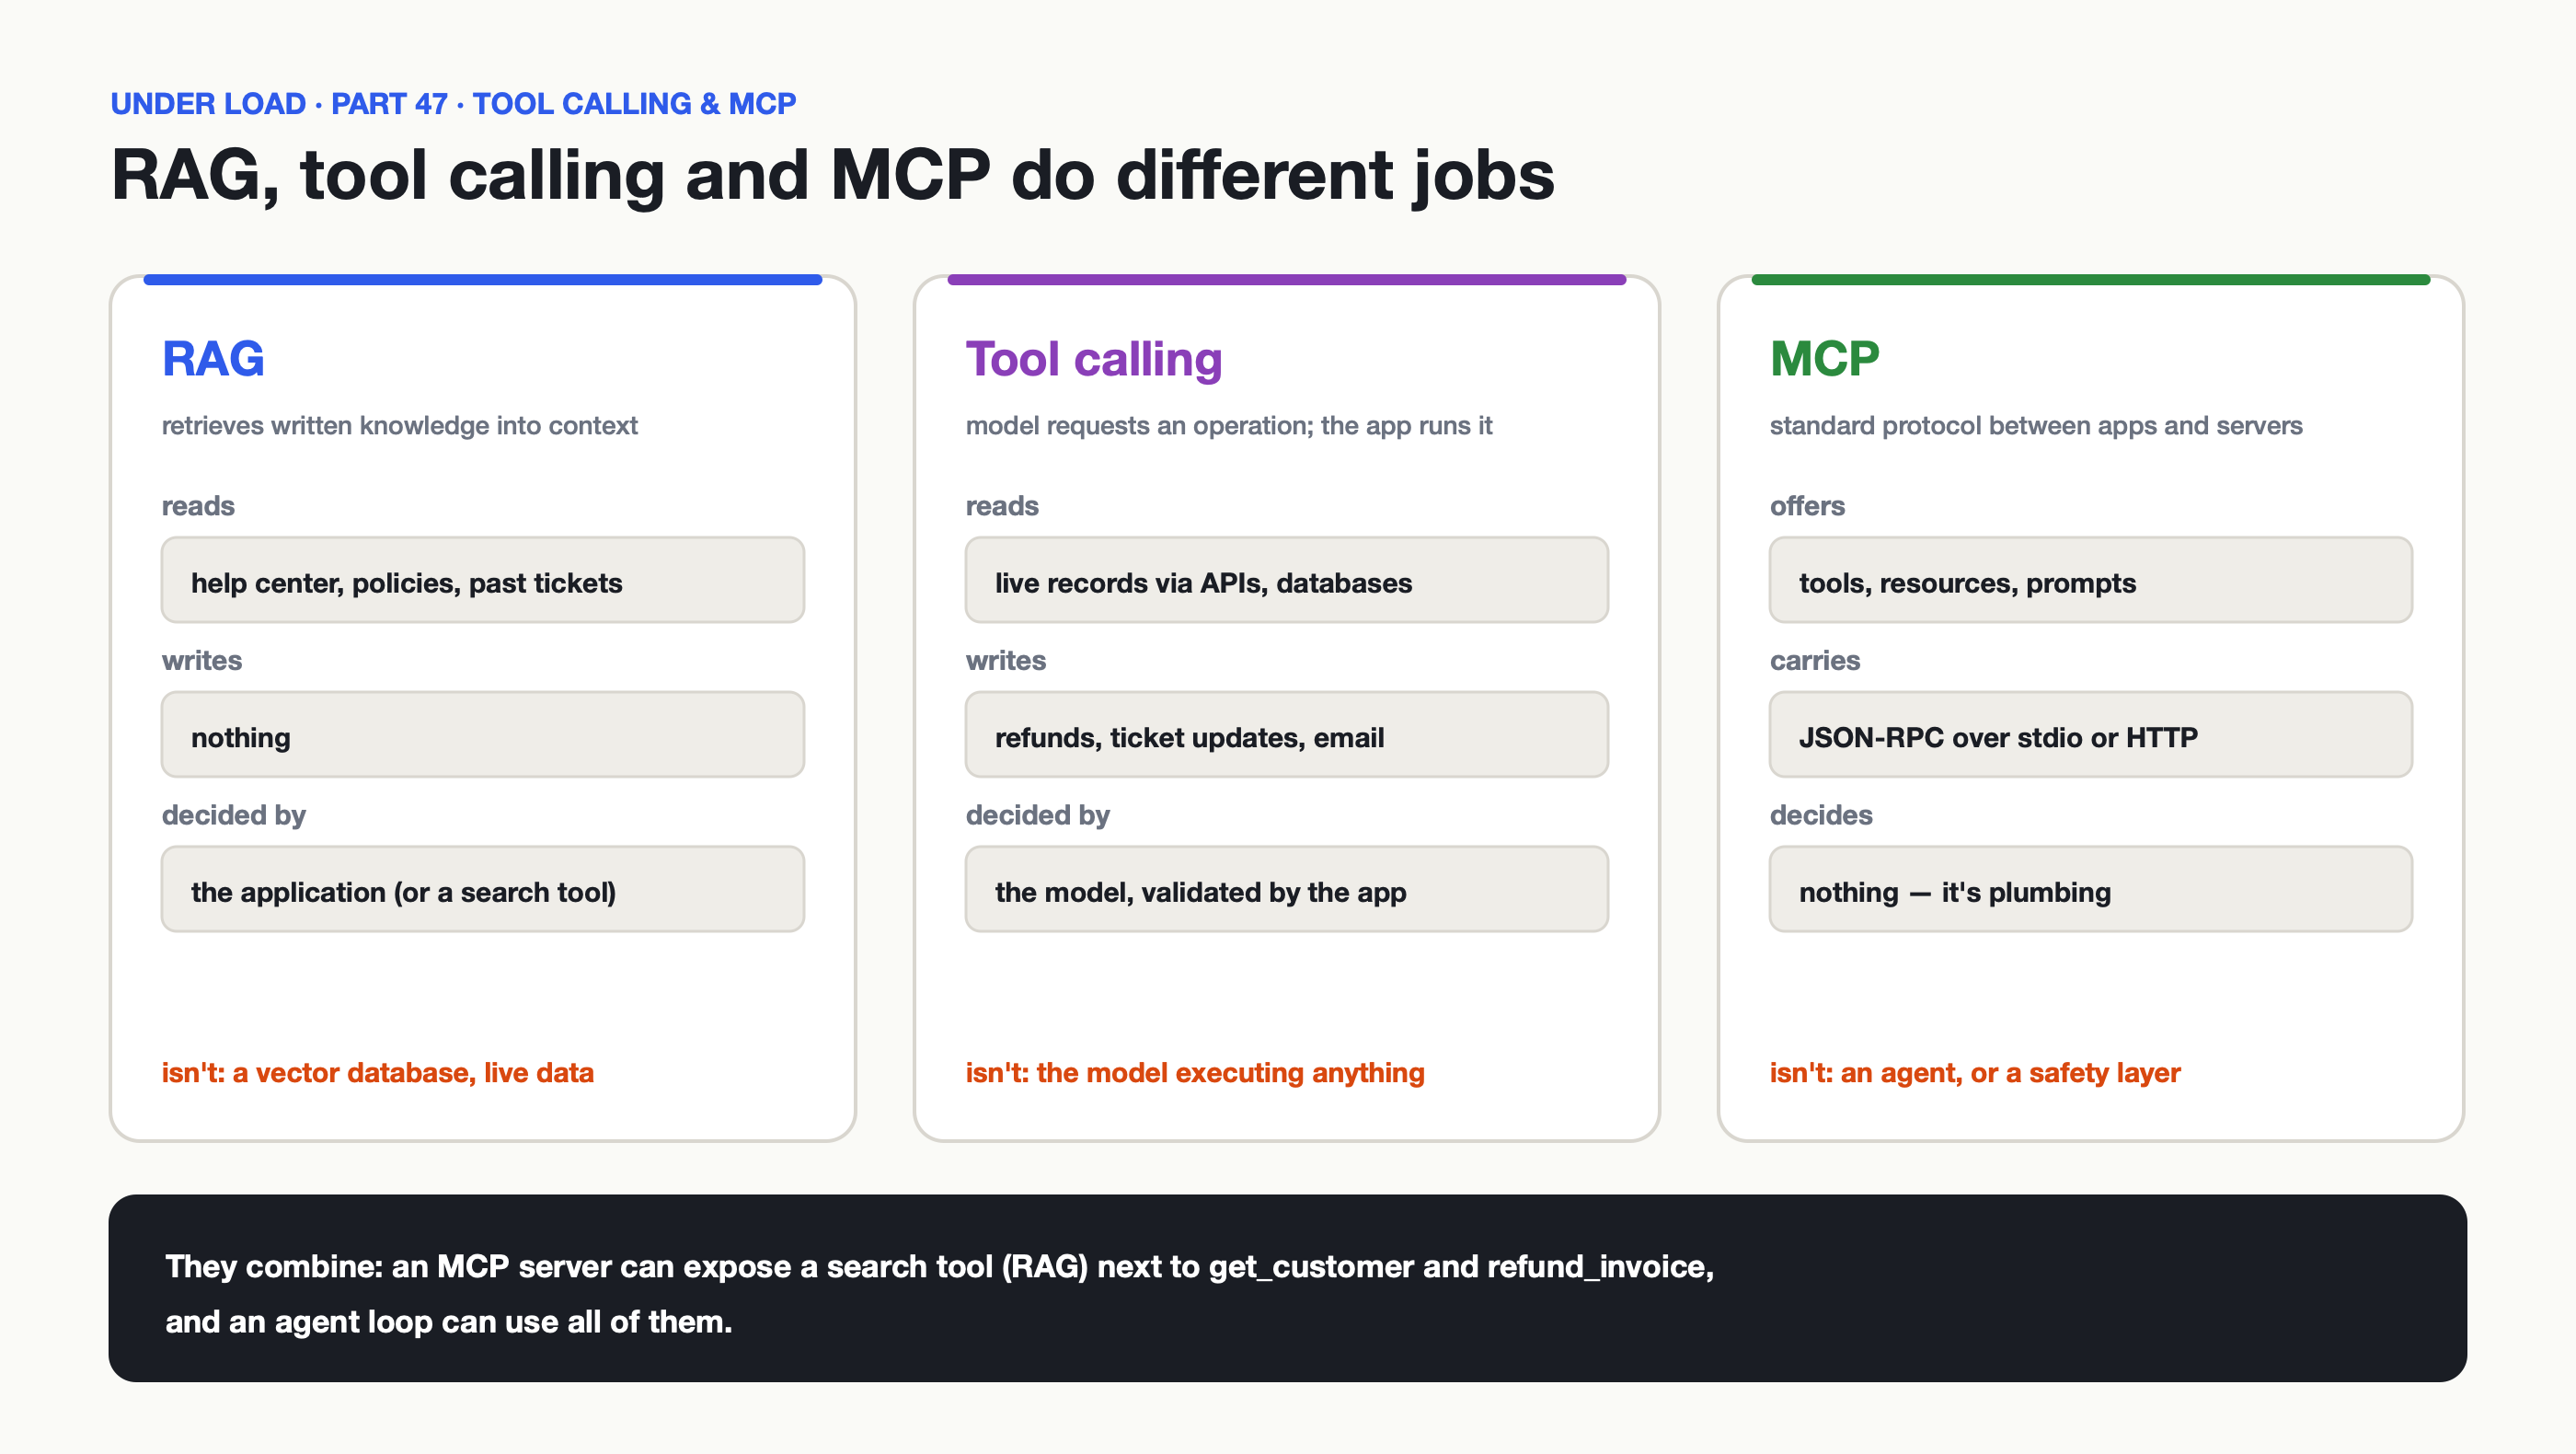 UNDER LOAD · PART 47 · TOOL CALLING & MCP
RAG, tool calling and MCP do different jobs
RAG
retrieves written knowledge into context
reads
help center, policies, past tickets
writes
nothing
decided by
the application (or a search tool)
isn't: a vector database, live data
Tool calling
model requests an operation; the app runs it
reads
live records via APIs, databases
writes
refunds, ticket updates, email
decided by
the model, validated by the app
isn't: the model executing anything
MCP
standard protocol between apps and servers
offers
tools, resources, prompts
carries
JSON-RPC over stdio or HTTP
decides
nothing — it's plumbing
isn't: an agent, or a safety layer
They combine: an MCP server can expose a search tool (RAG) next to get_customer and refund_invoice,
and an agent loop can use all of them.